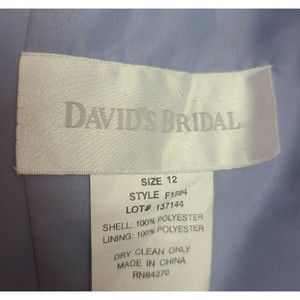 DAVID'S BRIDAL
SIZE 12
STYLE
LOT# 137144
SHELL: 100% POLYESTER
LINING: 100% POLYESTER
DRY CLEAN ONLY
MADE IN CHINA
RN84270